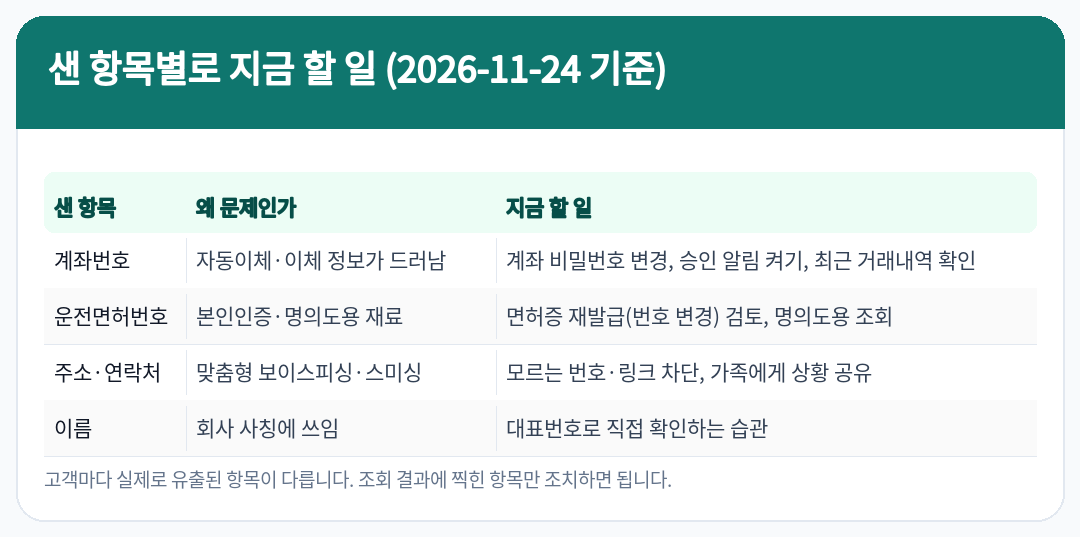 샌 항목별로 지금 할 일 (2026-11-24 기준)
샌 항목 왜 문제인가 지금 할 일
계좌번호 자동이체·이체 정보가 드러남 계좌 비밀번호 변경, 승인 알림 켜기, 최근 거래내역 확인
운전면허번호 본인인증·명의도용 재료 면허증 재발급(번호 변경) 검토, 명의도용 조회
주소·연락처 맞춤형 보이스피싱·스미싱 모르는 번호·링크 차단, 가족에게 상황 공유
이름 회사 사칭에 쓰임 대표번호로 직접 확인하는 습관
고객마다 실제로 유출된 항목이 다릅니다. 조회 결과에 찍힌 항목만 조치하면 됩니다.